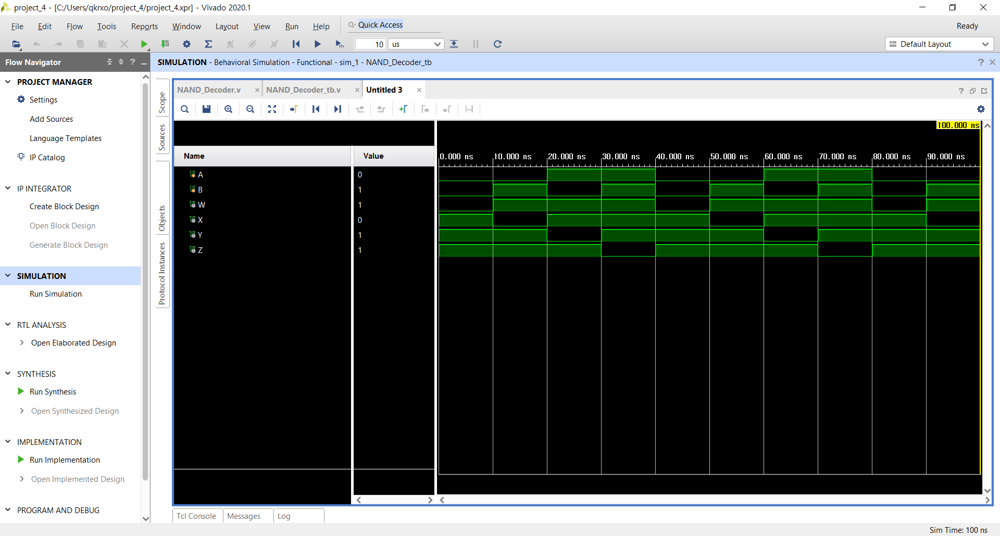 project_4 - [C:/Users/qkrxo/project_4/project_4.xpr] - Vivado 2020.1
File Edit Flow Tools Reports Window Layout View Run Help Quick Access Ready
10 us Default Layout
Flow Navigator
PROJECT MANAGER
Settings
Add Sources
Language Templates
IP Catalog
IP INTEGRATOR
Create Block Design
Open Block Design
Generate Block Design
SIMULATION
Run Simulation
RTL ANALYSIS
Open Elaborated Design
SYNTHESIS
Run Synthesis
Open Synthesized Design
IMPLEMENTATION
Run Implementation
Open Implemented Design
PROGRAM AND DEBUG
SIMULATION - Behavioral Simulation - Functional - sim_1 - NAND_Decoder_tb
Scope
Sources
Objects
Protocol Instances
NAND_Decoder.v NAND_Decoder_tb.v Untitled 3
100.000 ns
Name Value 0.000 ns 10.000 ns 20.000 ns 30.000 ns 40.000 ns 50.000 ns 60.000 ns 70.000 ns 80.000 ns 90.000 ns
A 0
B 1
W 1
X 0
Y 1
Z 1
Tcl Console Messages Log
Sim Time: 100 ns